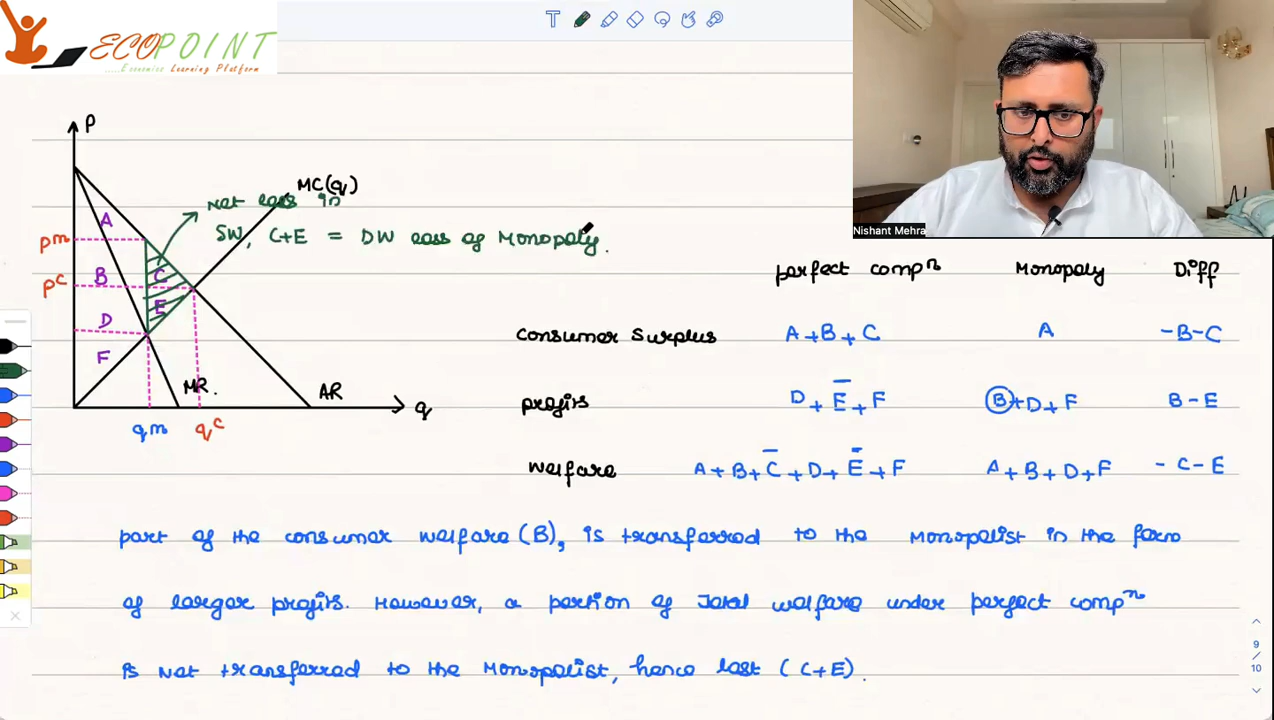 ECOPOINT
.....Economics Learning Platform
P
MC(q)
Net loss in
SW, C+E = DW loss of Monopoly.
A
pm
B
C
pc
E
D
F
MR.
AR
q
qm
qc
Nishant Mehra
perfect compn Monopoly Diff
Consumer Surplus A+B+C A -B-C
profits D+E+F B+D+F B-E
Welfare A+B+C+D+E+F A+B+D+F -C-E
part of the consumer welfare (B), is transferred to the Monopolist in the form
of larger profits. However, a portion of Total welfare under perfect compn
is Not transferred to the Monopolist, hence lost (C+E).
9
/
10